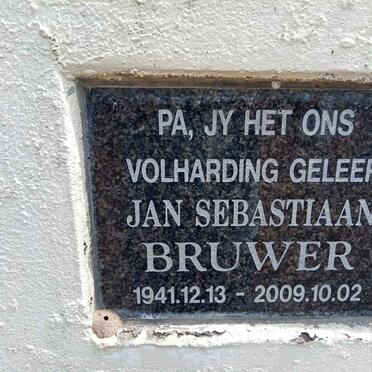 PA, JY HET ONS
VOLHARDING GELEER
JAN SEBASTIAAN
BRUWER
1941.12.13 - 2009.10.02